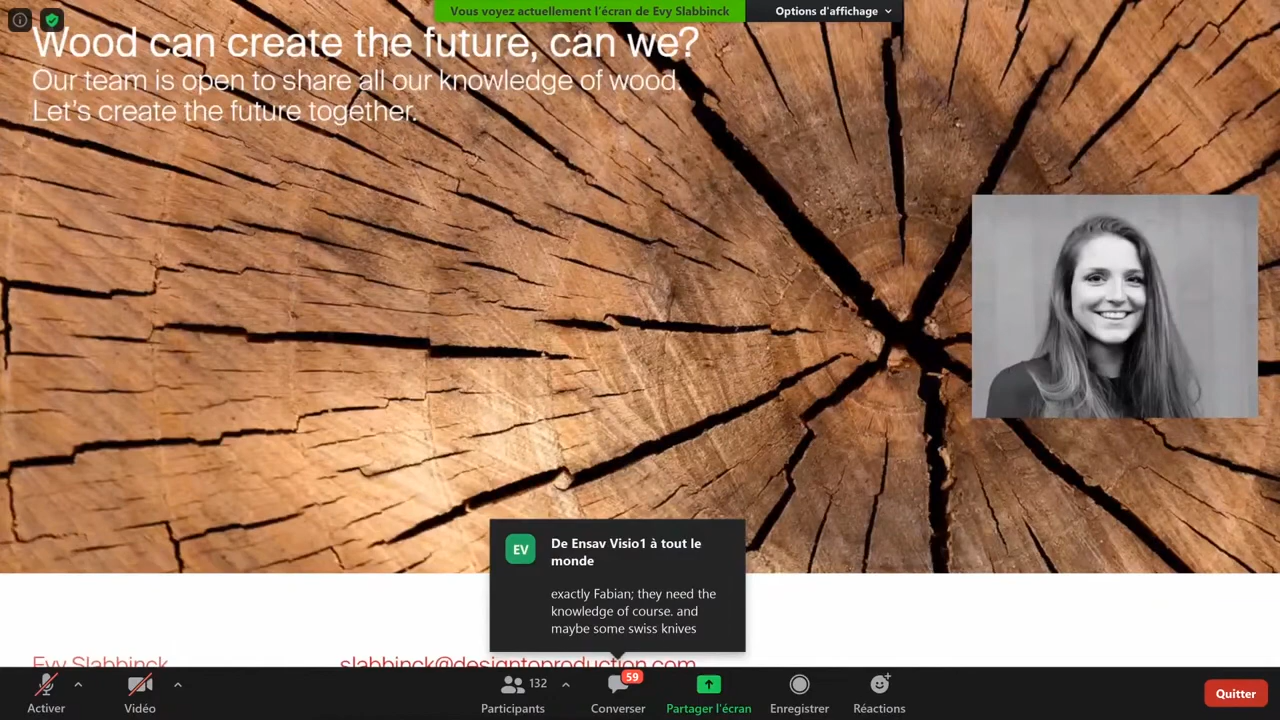 Vous voyez actuellement l'écran de Evy Slabbinck
Options d'affichage
Wood can create the future, can we?
Our team is open to share all our knowledge of wood.
Let's create the future together.
EV
De Ensav Visio1 à tout le
monde
exactly Fabian; they need the
knowledge of course. and
maybe some swiss knives
Evy Slabbinck
slabbinck@designtoproduction.com
Activer
Vidéo
132
Participants
59
Converser
Partager l'écran
Enregistrer
Réactions
Quitter